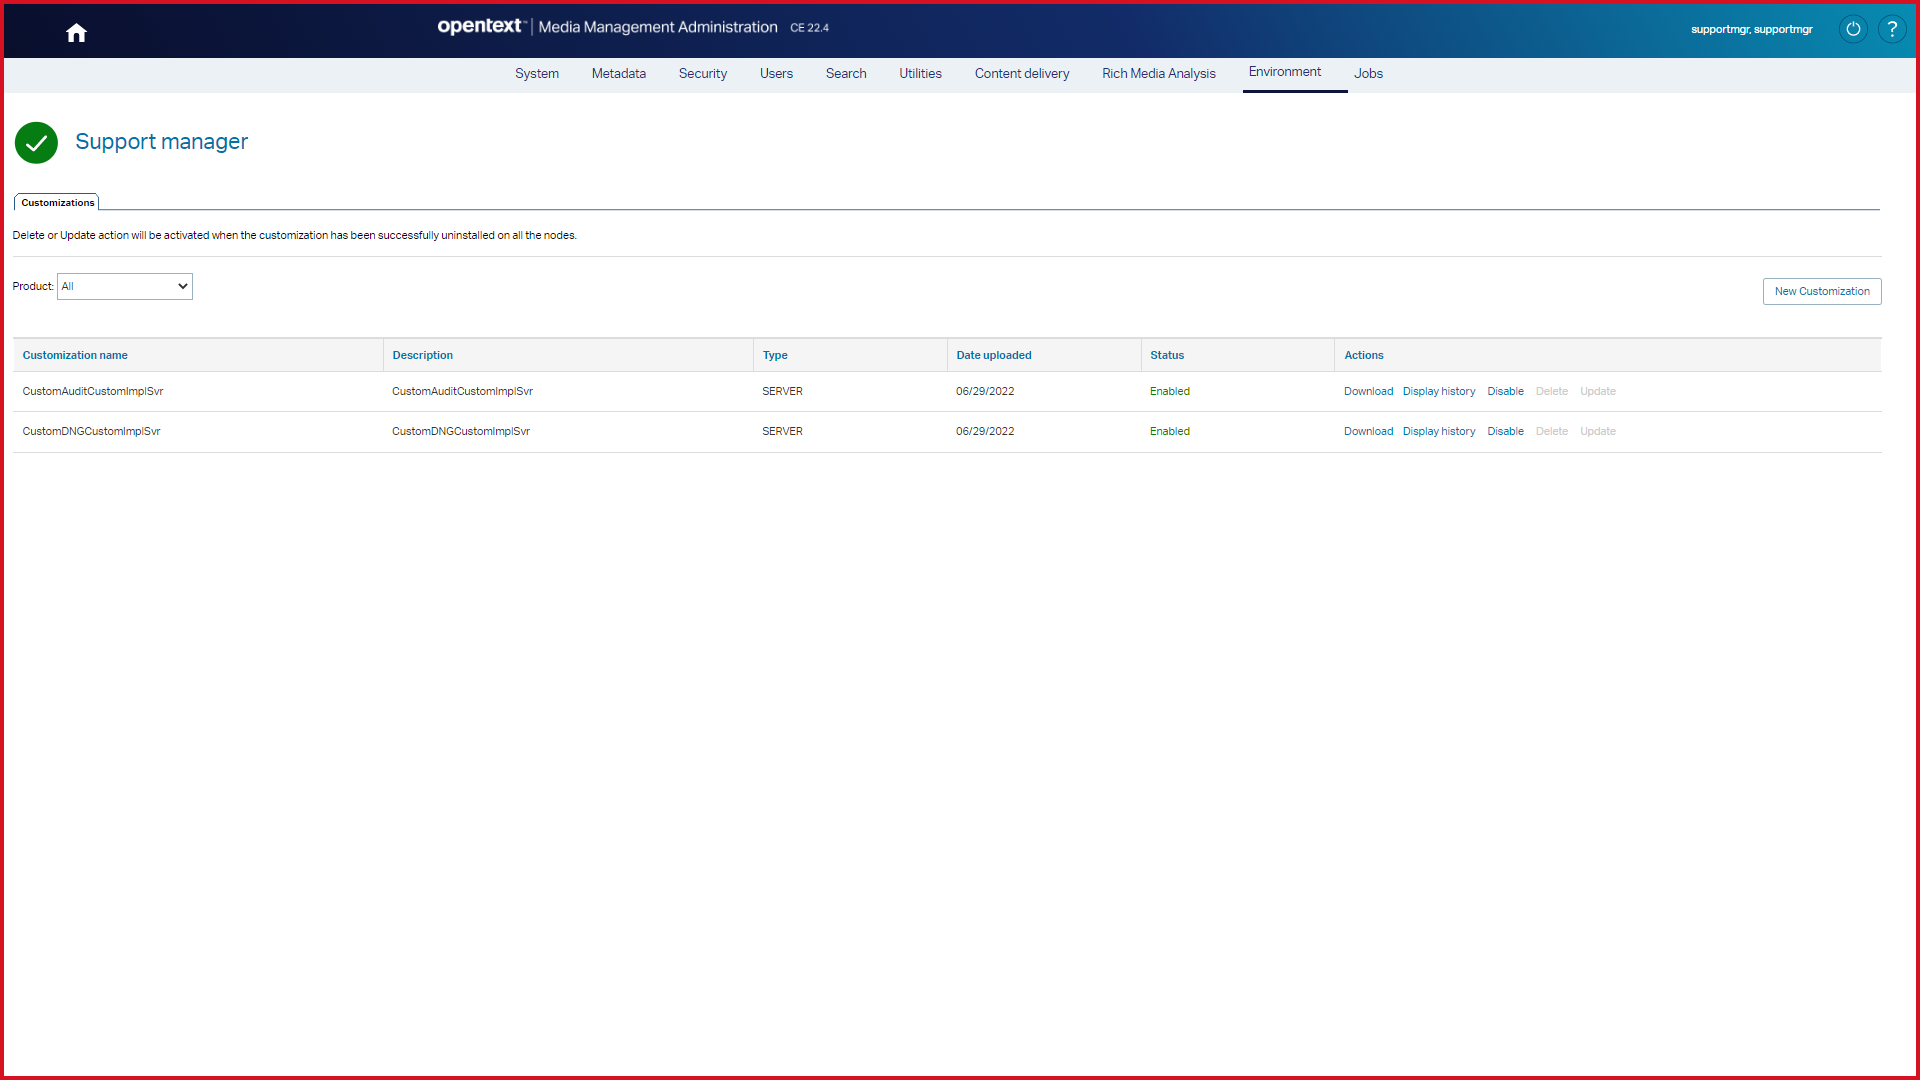 opentext™ | Media Management Administration CE 22.4
supportmgr, supportmgr
?
System Metadata Security Users Search Utilities Content delivery Rich Media Analysis Environment Jobs
Support manager
Customizations
Delete or Update action will be activated when the customization has been successfully uninstalled on all the nodes.
Product: All
New Customization
Customization name Description Type Date uploaded Status Actions
CustomAuditCustomImplSvr CustomAuditCustomImplSvr SERVER 06/29/2022 Enabled Download Display history Disable Delete Update
CustomDNGCustomImplSvr CustomDNGCustomImplSvr SERVER 06/29/2022 Enabled Download Display history Disable Delete Update